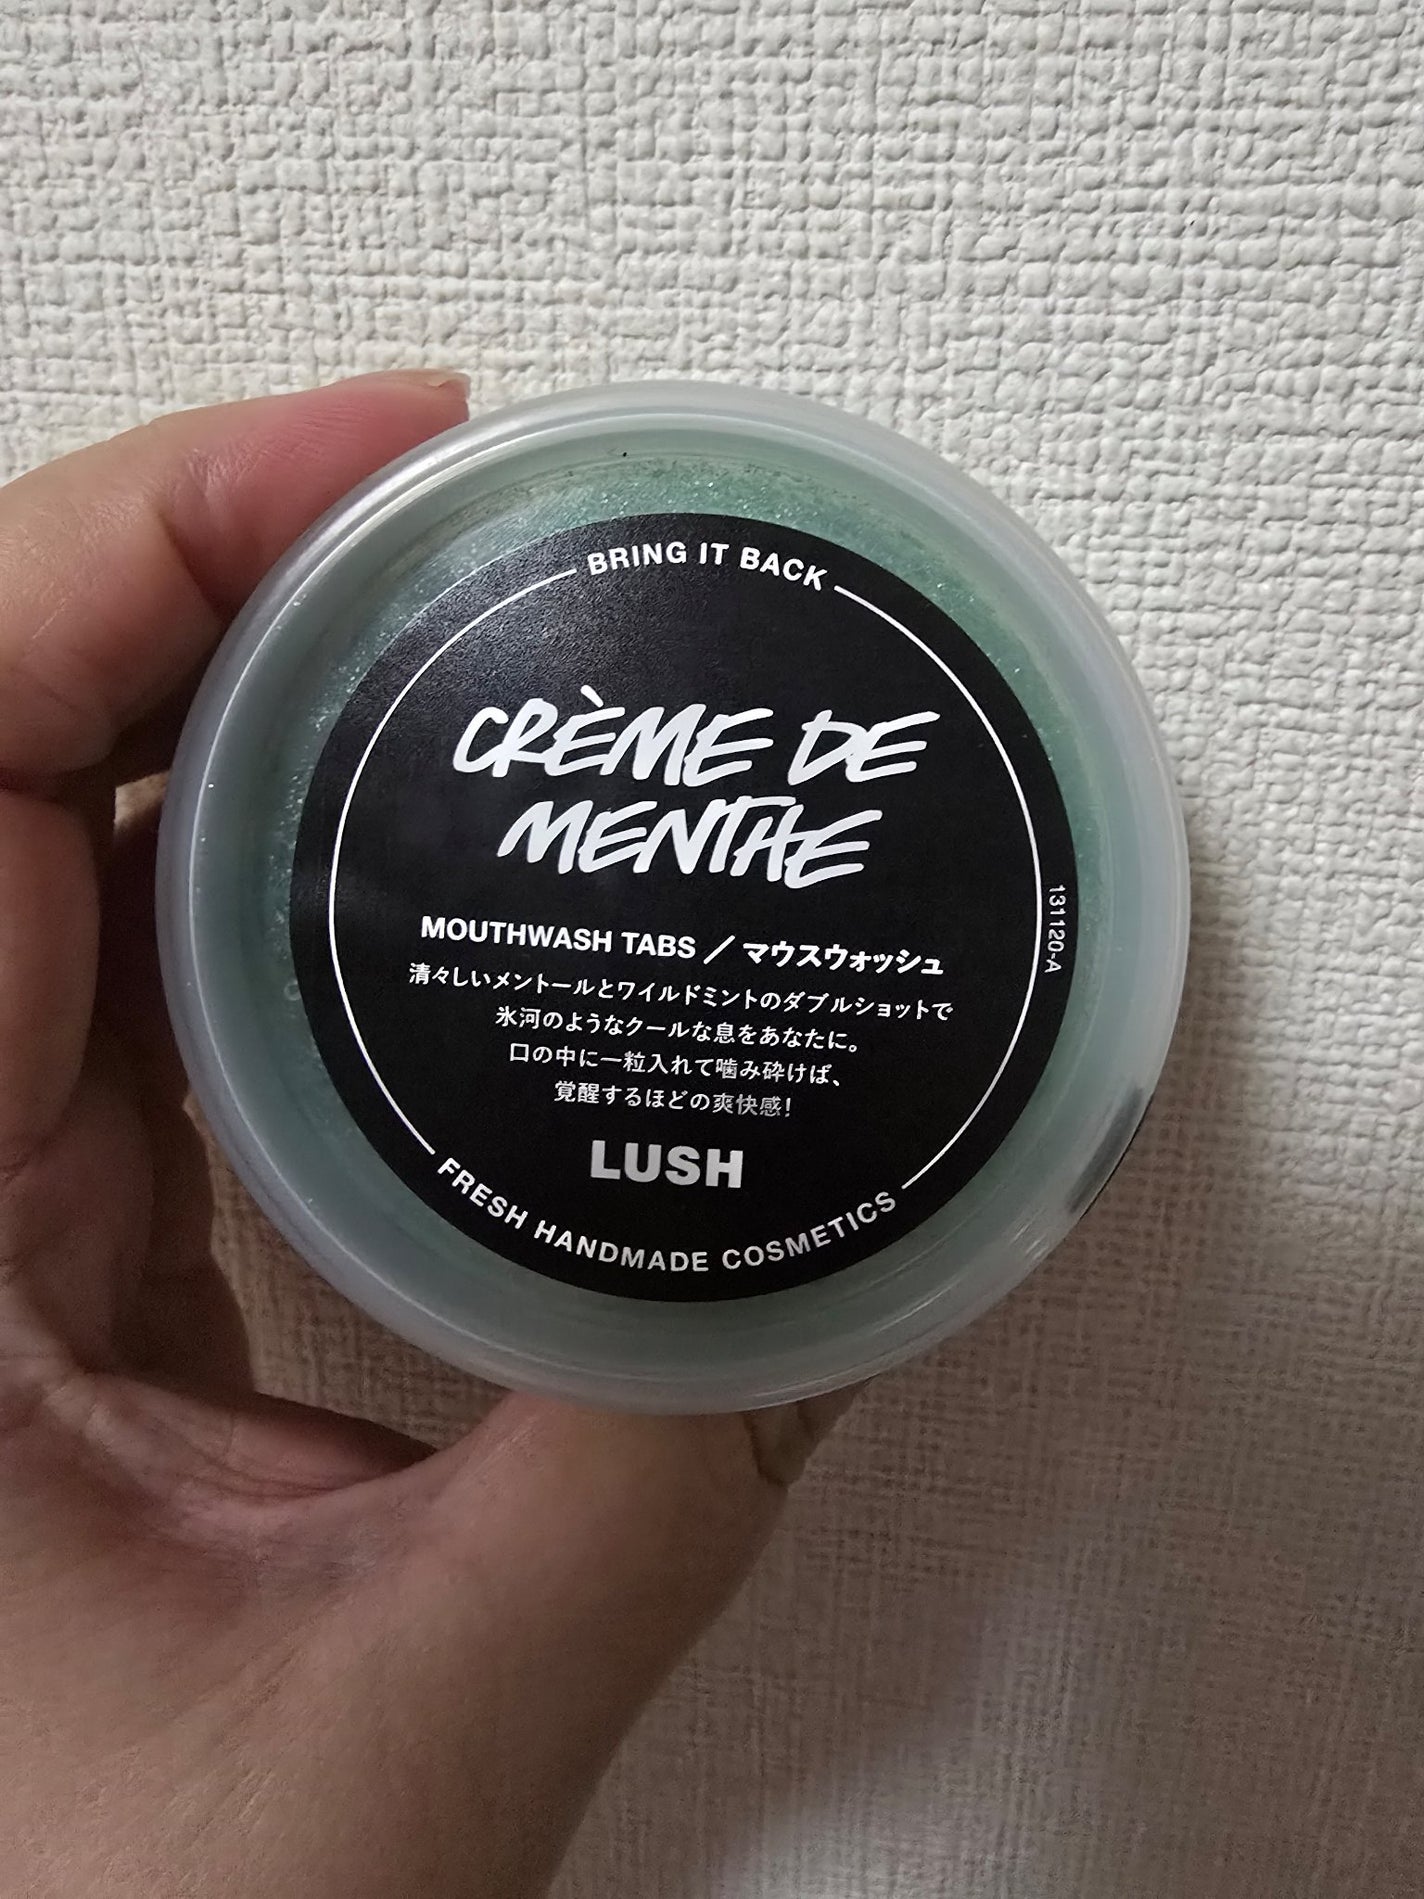 BRING IT BACK
CRÈME DE
MENTHE
MOUTHWASH TABS／マウスウォッシュ
清々しいメントールとワイルドミントのダブルショットで
氷河のようなクールな息をあなたに。
口の中に一粒入れて噛み砕けば、
覚醒するほどの爽快感！
LUSH
FRESH HANDMADE COSMETICS
131120-A